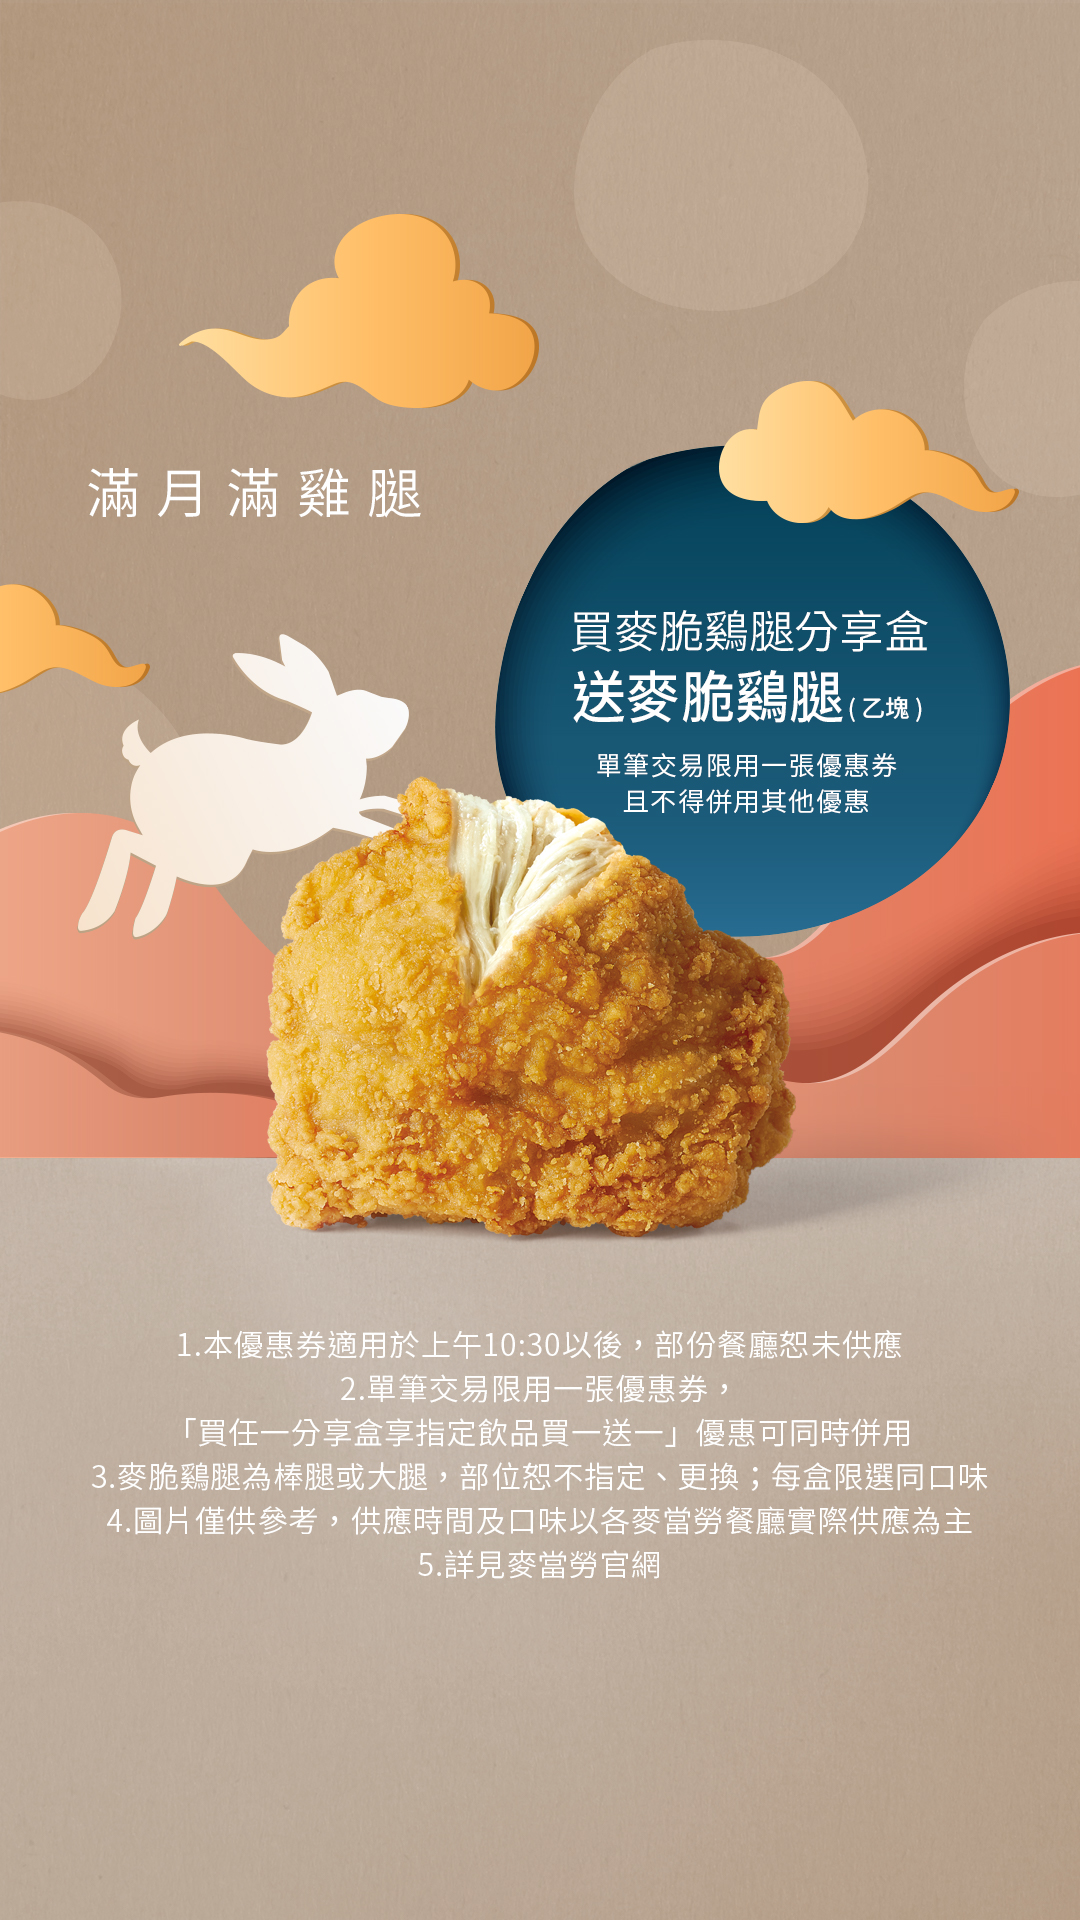 滿月滿雞腿
買麥脆鷄腿分享盒
送麥脆鷄腿(乙塊)
單筆交易限用一張優惠券
且不得併用其他優惠
1.本優惠券適用於上午10:30以後，部份餐廳恕未供應
2.單筆交易限用一張優惠券，
「買任一分享盒享指定飲品買一送一」優惠可同時併用
3.麥脆鷄腿為棒腿或大腿，部位恕不指定、更換；每盒限選同口味
4.圖片僅供參考，供應時間及口味以各麥當勞餐廳實際供應為主
5.詳見麥當勞官網